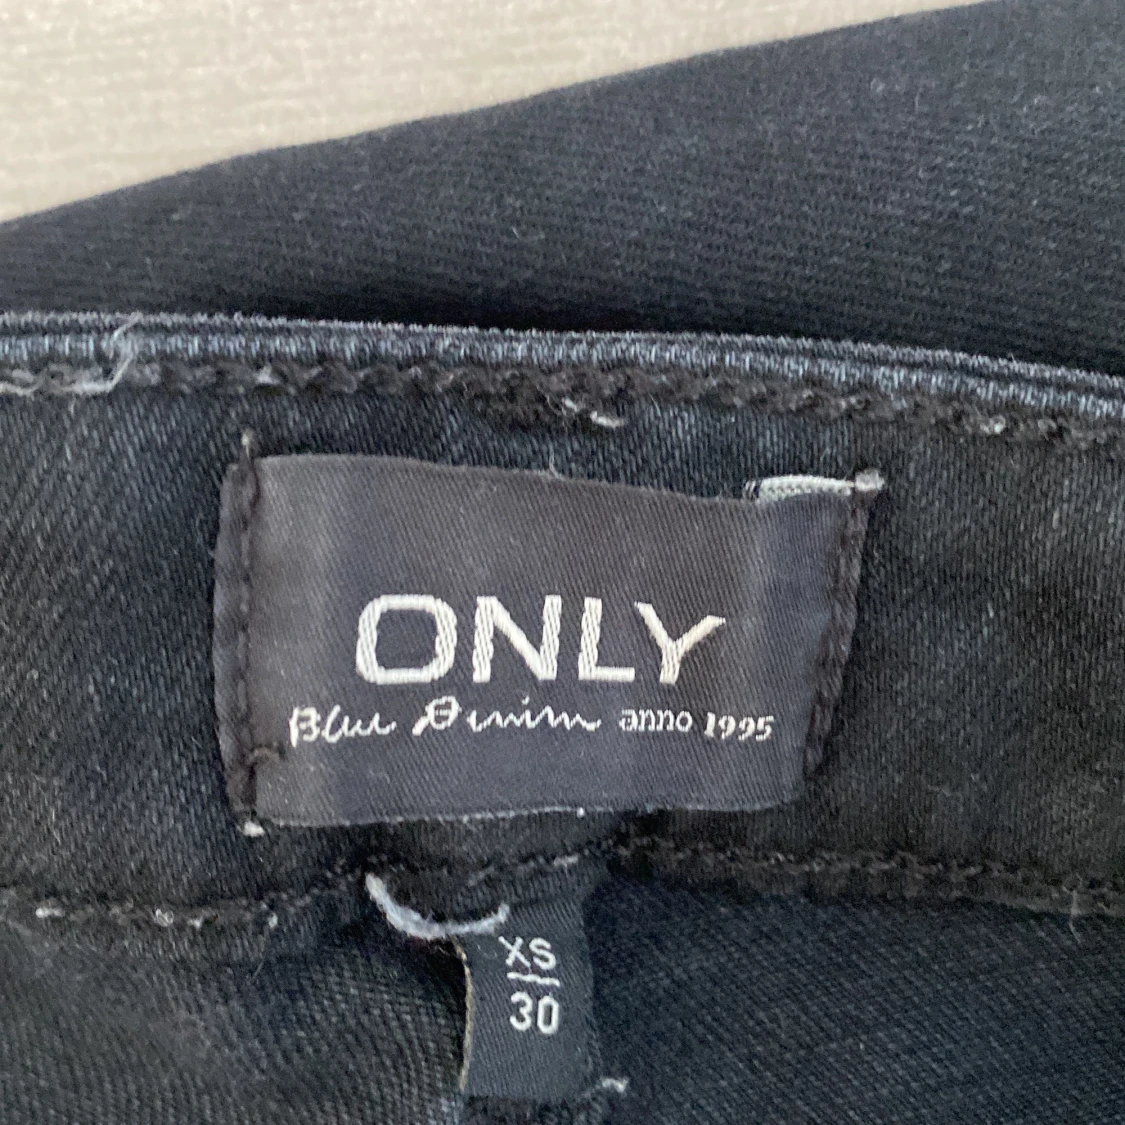 ONLY
Blue Denim anno 1995
XS
30